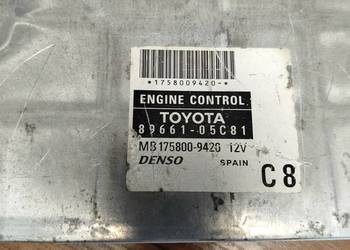 *1758009420*
ENGINE CONTROL
TOYOTA
89661-05C81
MB175800-9420 12V
DENSO SPAIN
C8